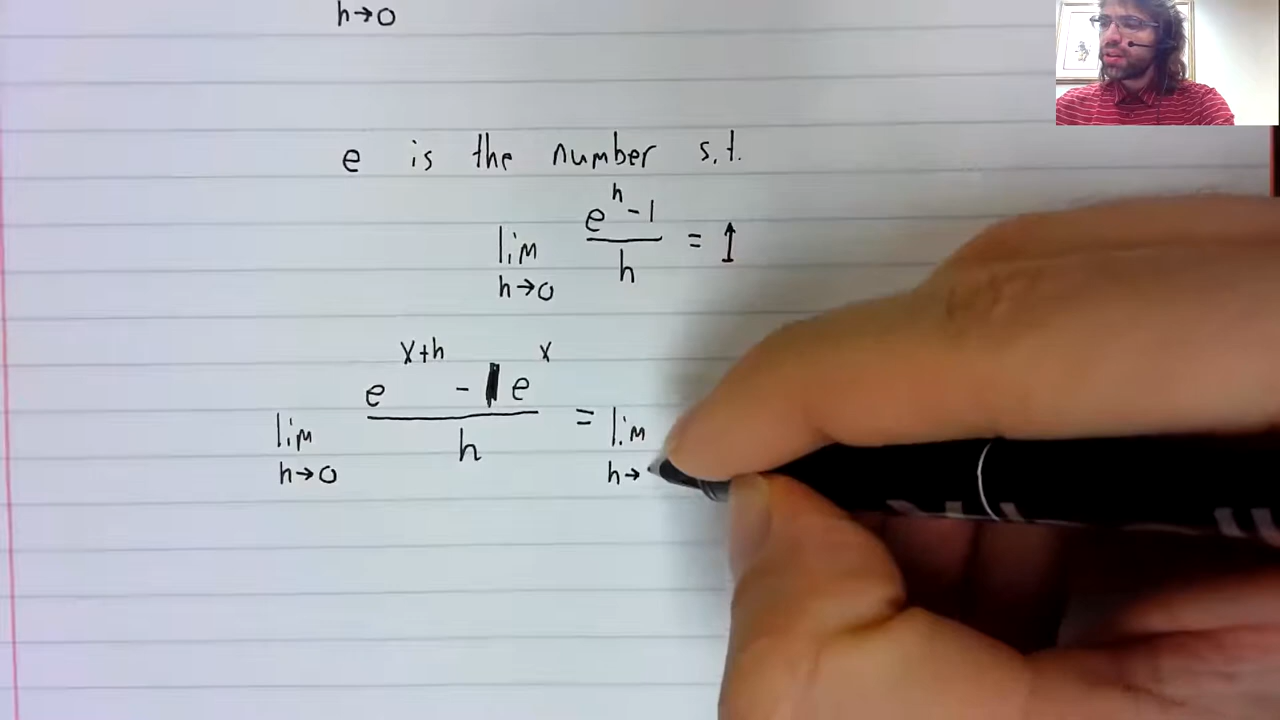 h→0
e is the number s.t.
lim h→0 (e^h - 1)/h = 1
lim h→0 (e^(x+h) - e^x)/h = lim h→